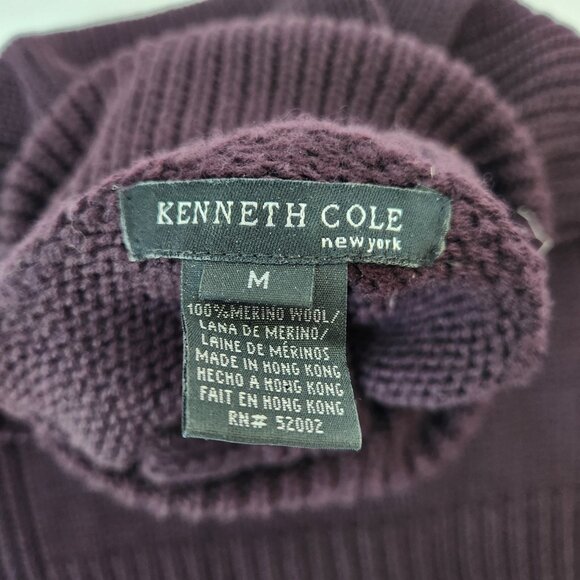 KENNETH COLE
new york
M
100% MERINO WOOL/
LANA DE MERINO/
LAINE DE MÉRINOS
MADE IN HONG KONG
HECHO A HONG KONG
FAIT EN HONG KONG
RN# 52002